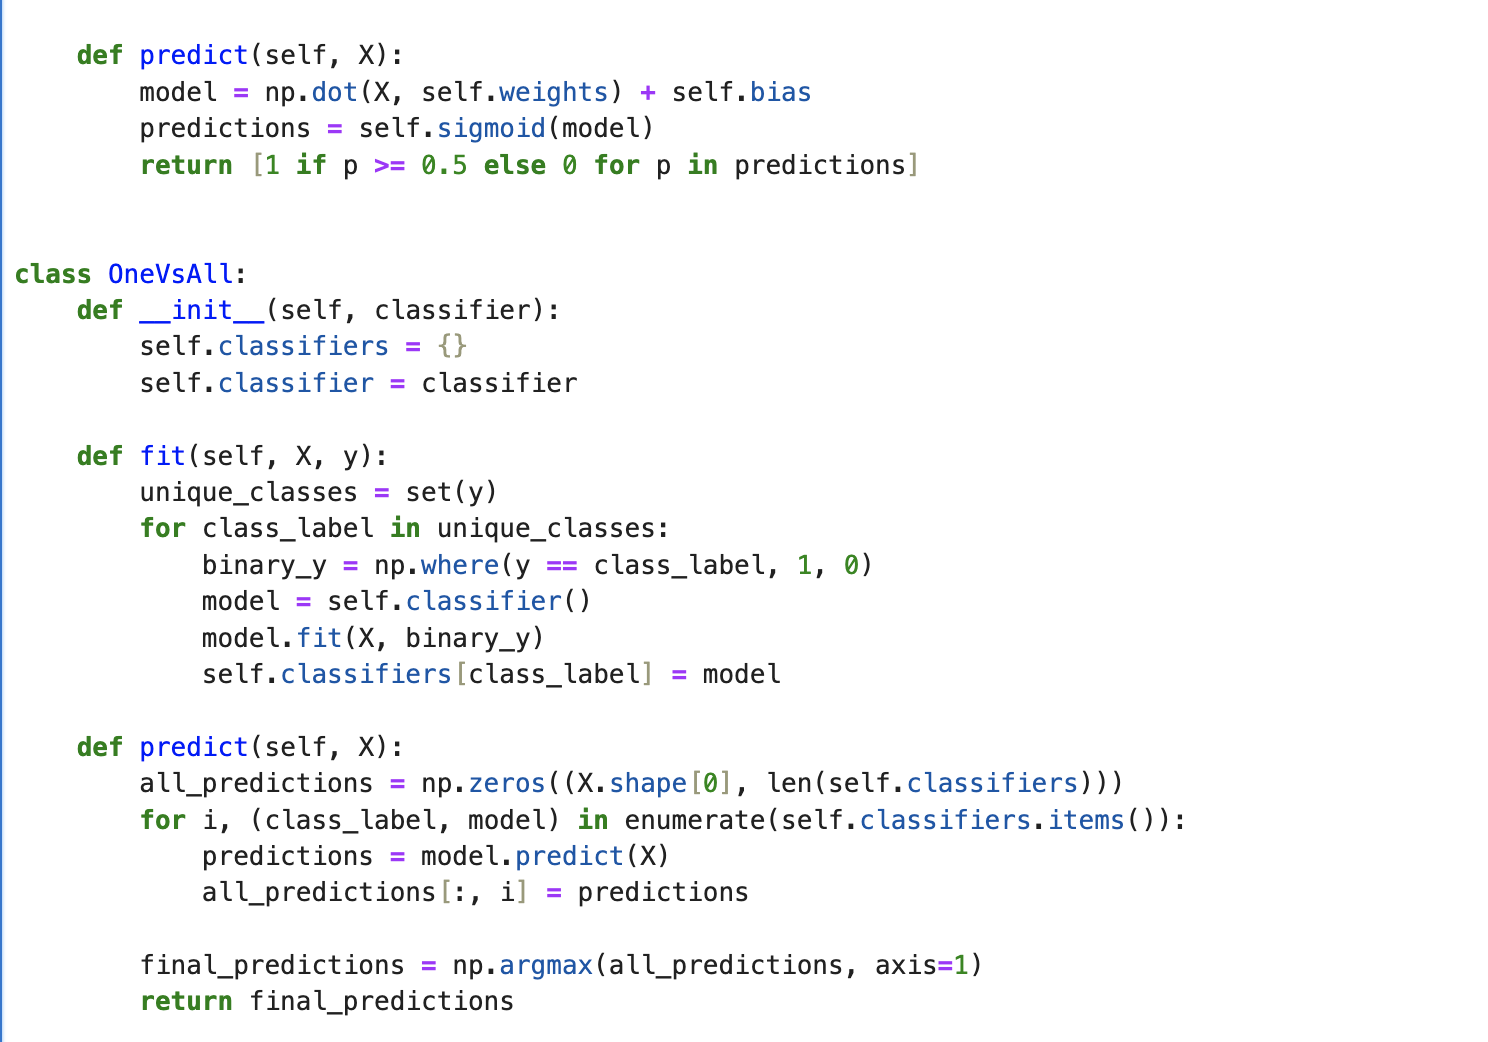 def predict(self, X):
model = np.dot(X, self.weights) + self.bias
predictions = self.sigmoid(model)
return [1 if p >= 0.5 else 0 for p in predictions]
class OneVsAll:
def __init__(self, classifier):
self.classifiers = {}
self.classifier = classifier
def fit(self, X, y):
unique_classes = set(y)
for class_label in unique_classes:
binary_y = np.where(y == class_label, 1, 0)
model = self.classifier()
model.fit(X, binary_y)
self.classifiers[class_label] = model
def predict(self, X):
all_predictions = np.zeros((X.shape[0], len(self.classifiers)))
for i, (class_label, model) in enumerate(self.classifiers.items()):
predictions = model.predict(X)
all_predictions[:, i] = predictions
final_predictions = np.argmax(all_predictions, axis=1)
return final_predictions